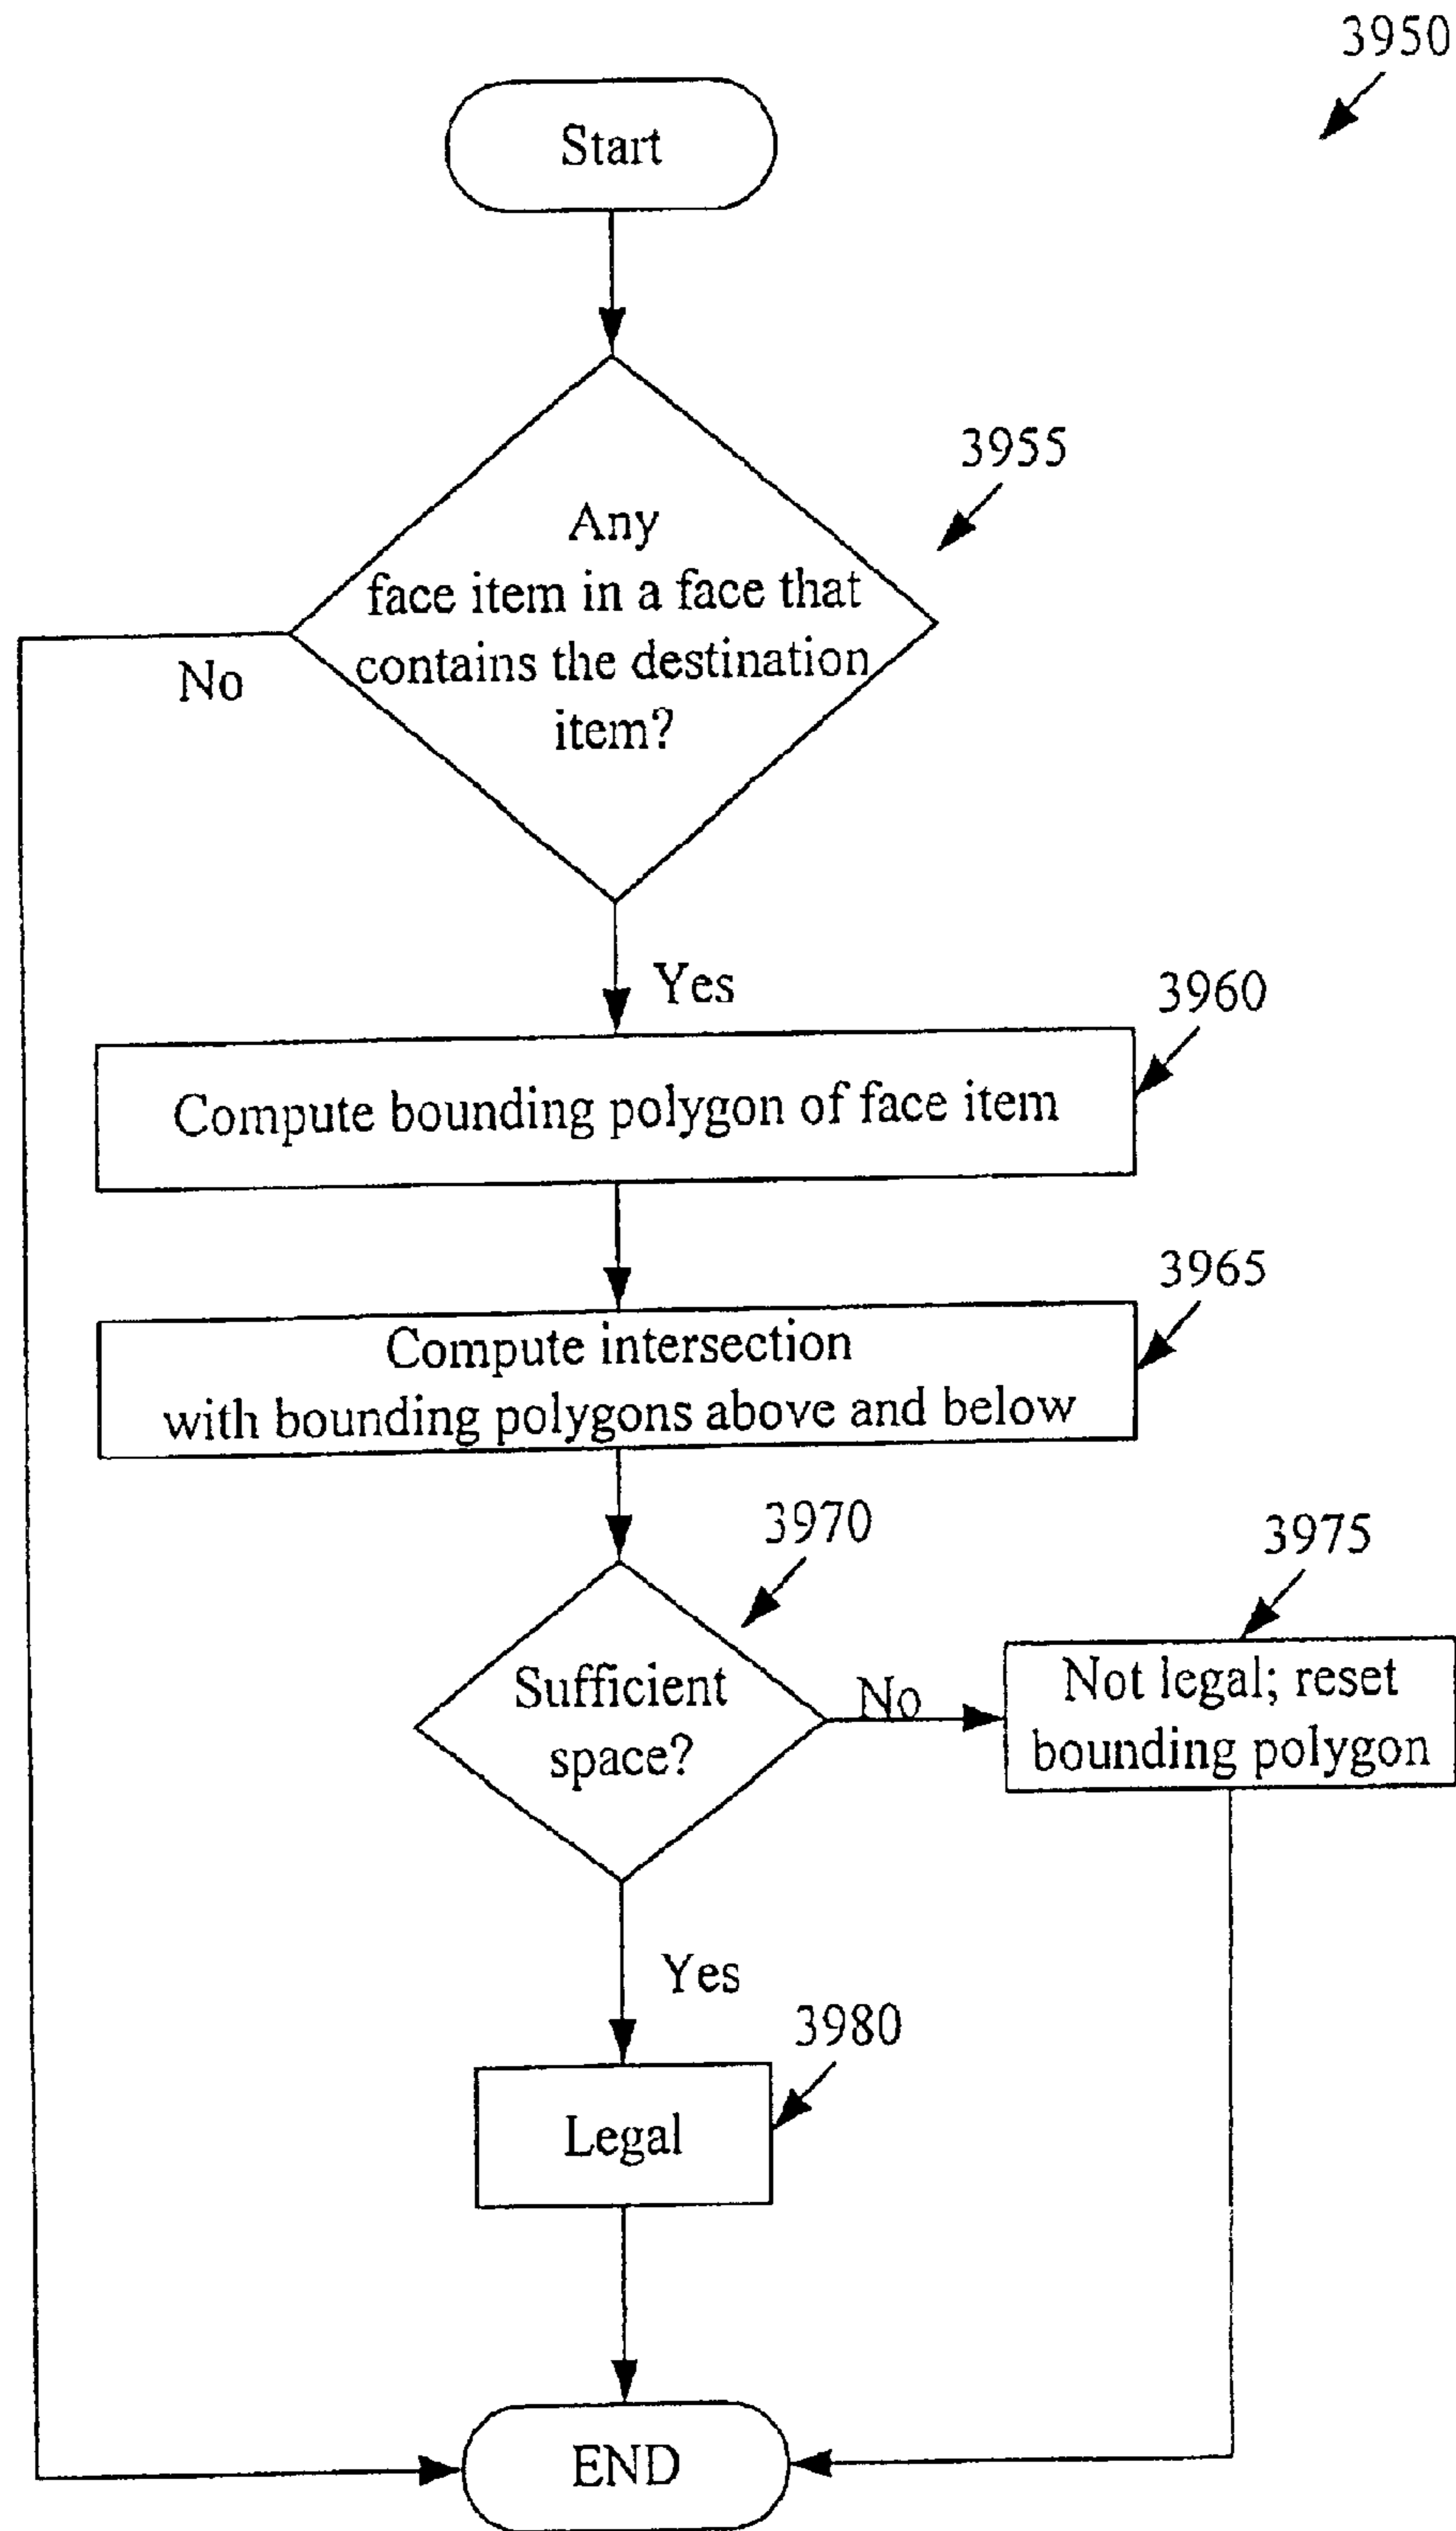 3950
Start
3955
Any
face item in a face that
contains the destination
item?
No
Yes
3960
Compute bounding polygon of face item
3965
Compute intersection
with bounding polygons above and below
3970
3975
Sufficient
space?
No
Not legal; reset
bounding polygon
Yes
3980
Legal
END